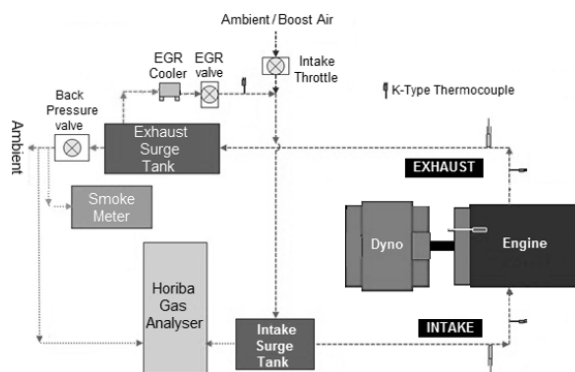 Ambient / Boost Air
EGR
Cooler
EGR
valve
Intake
Throttle
Back
Pressure
valve
K-Type Thermocouple
Ambient
Exhaust
Surge
Tank
EXHAUST
Smoke
Meter
Dyno
Engine
Horiba
Gas
Analyser
Intake
Surge
Tank
INTAKE